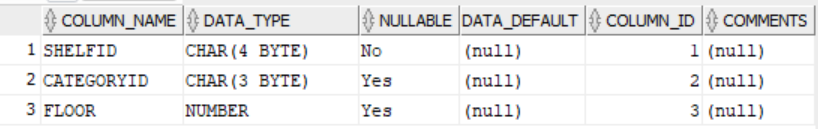 COLUMN_NAME DATA_TYPE NULLABLE DATA_DEFAULT COLUMN_ID COMMENTS
1 SHELFID CHAR(4 BYTE) No (null) 1 (null)
2 CATEGORYID CHAR(3 BYTE) Yes (null) 2 (null)
3 FLOOR NUMBER Yes (null) 3 (null)